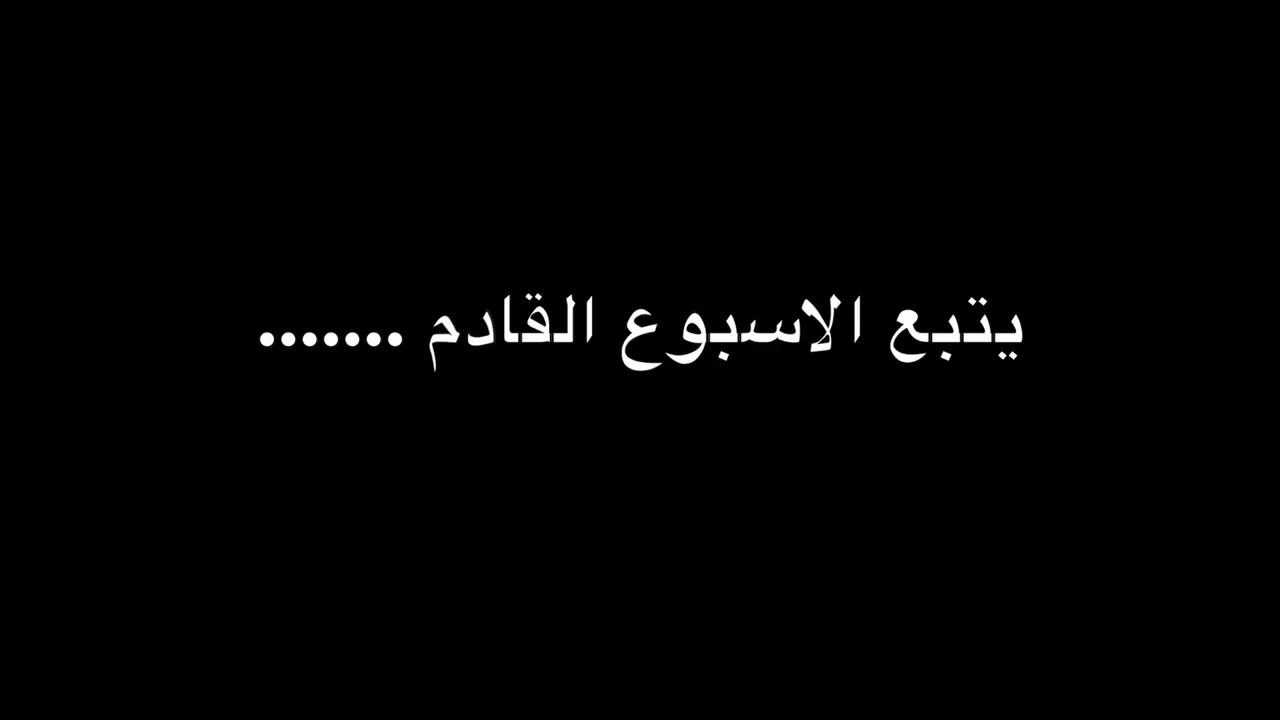 يتبع الاسبوع القادم .......